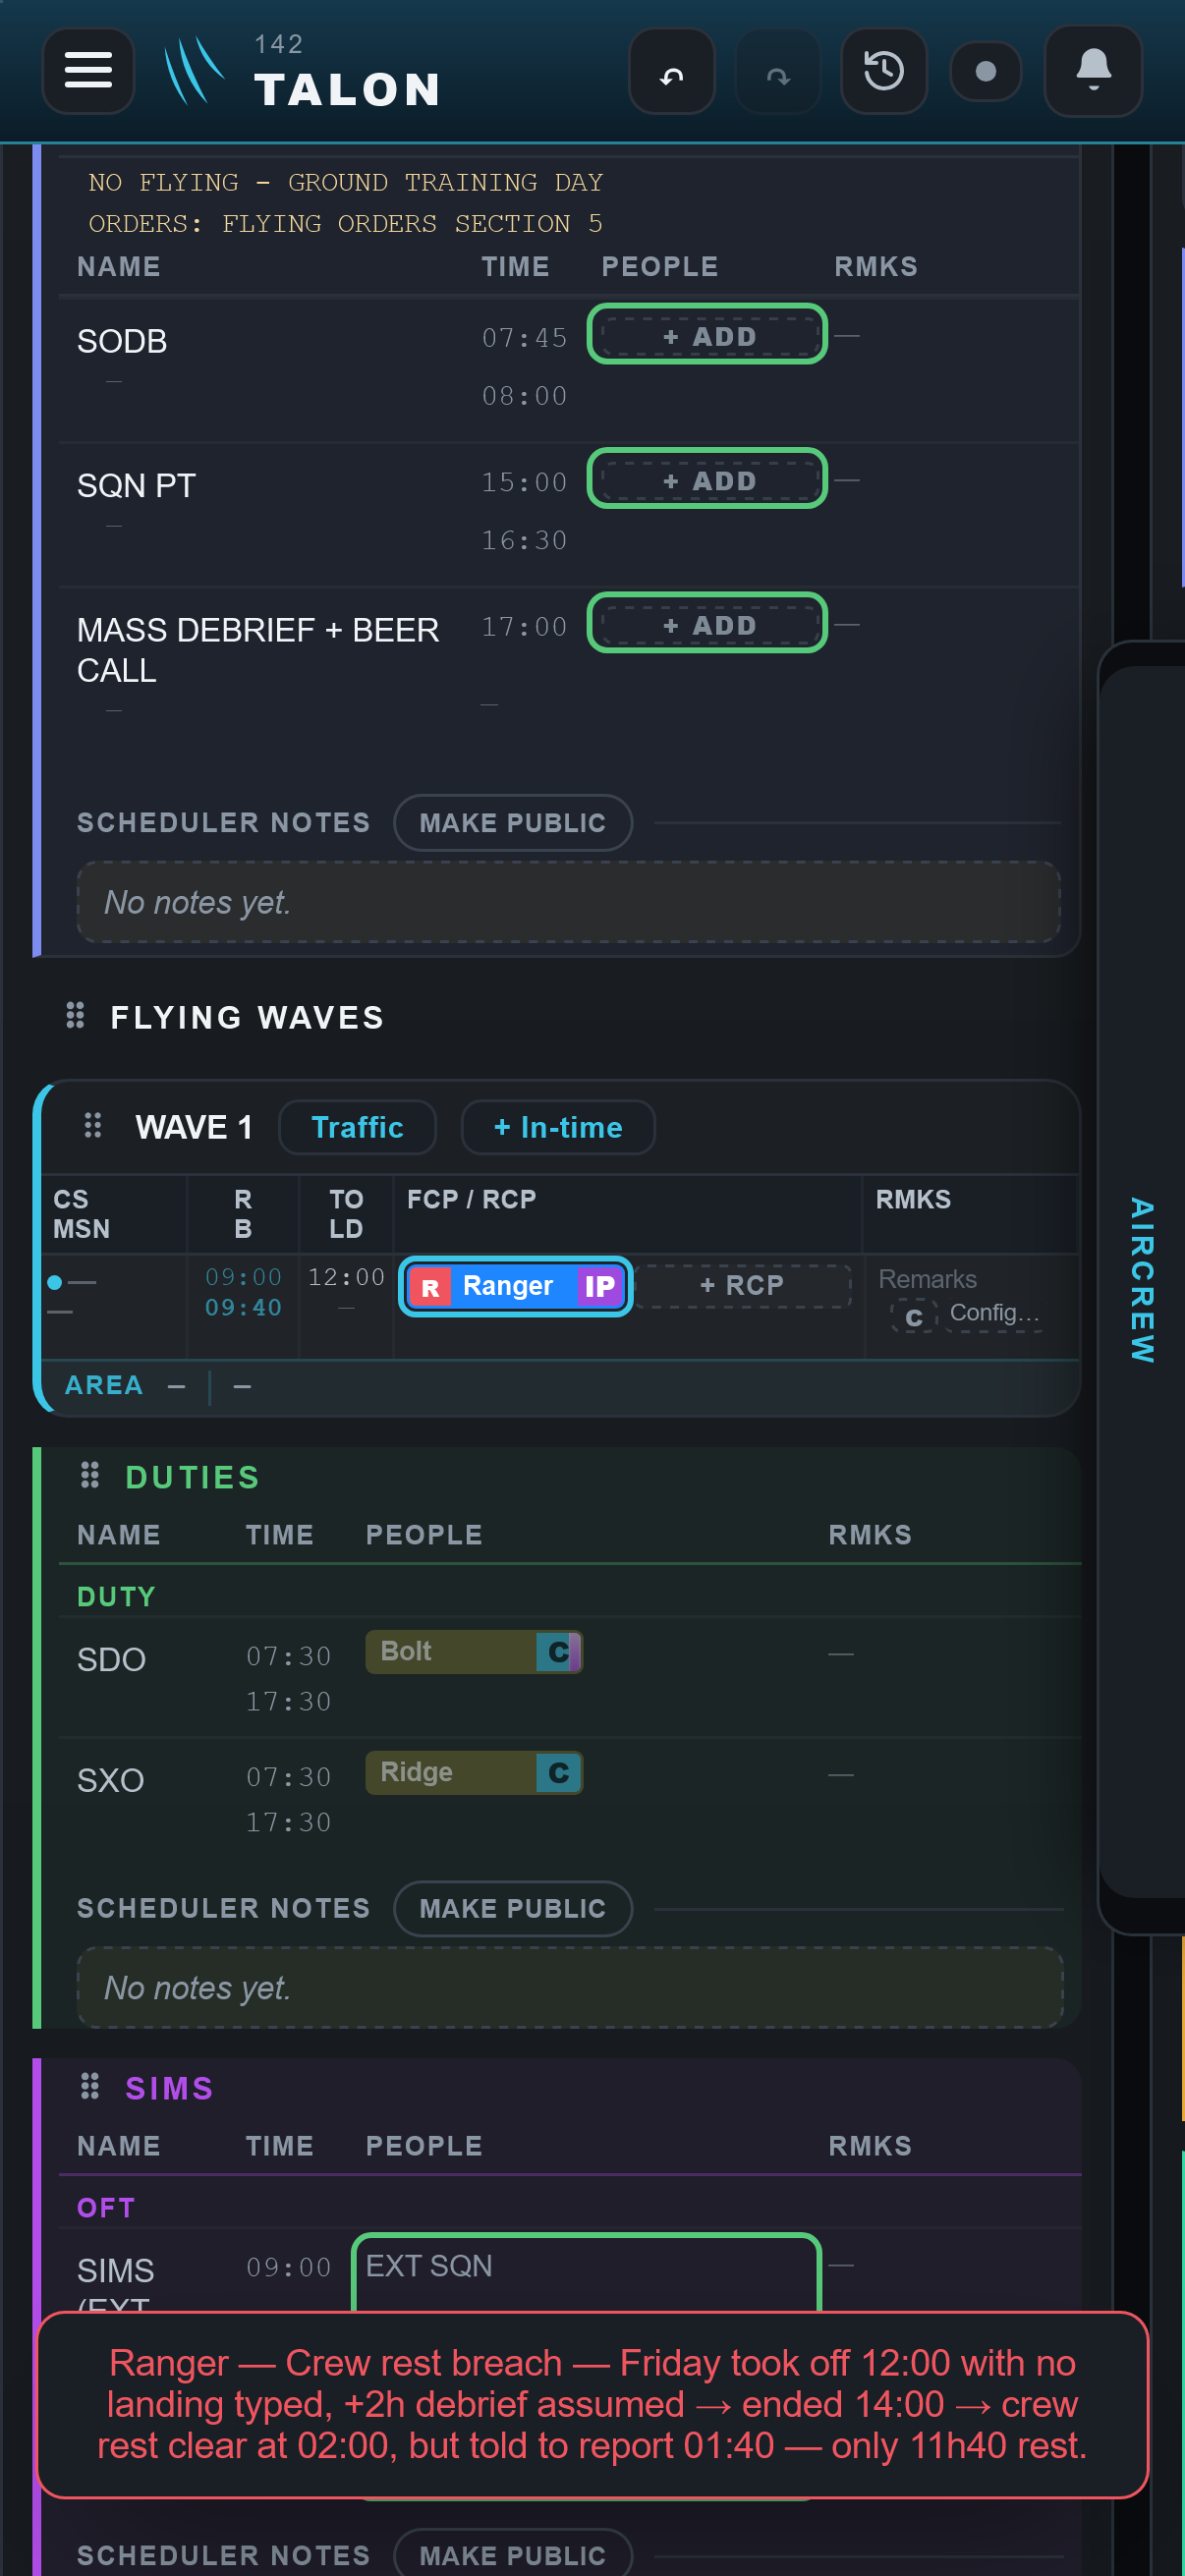 142
TALON
NO FLYING - GROUND TRAINING DAY
ORDERS: FLYING ORDERS SECTION 5
NAME TIME PEOPLE RMKS
SODB 07:45 + ADD —
— 08:00
SQN PT 15:00 + ADD —
— 16:30
MASS DEBRIEF + BEER 17:00 + ADD —
CALL
— —
SCHEDULER NOTES MAKE PUBLIC
No notes yet.
FLYING WAVES
WAVE 1 Traffic + In-time
CS R TO FCP / RCP RMKS
MSN B LD
— 09:00 12:00 R Ranger IP + RCP Remarks
— 09:40 — C Config...
AREA — | —
AIRCREW
DUTIES
NAME TIME PEOPLE RMKS
DUTY
SDO 07:30 Bolt C —
17:30
SXO 07:30 Ridge C —
17:30
SCHEDULER NOTES MAKE PUBLIC
No notes yet.
SIMS
NAME TIME PEOPLE RMKS
OFT
SIMS 09:00 EXT SQN —
(EXT
Ranger — Crew rest breach — Friday took off 12:00 with no
landing typed, +2h debrief assumed → ended 14:00 → crew
rest clear at 02:00, but told to report 01:40 — only 11h40 rest.
SCHEDULER NOTES MAKE PUBLIC